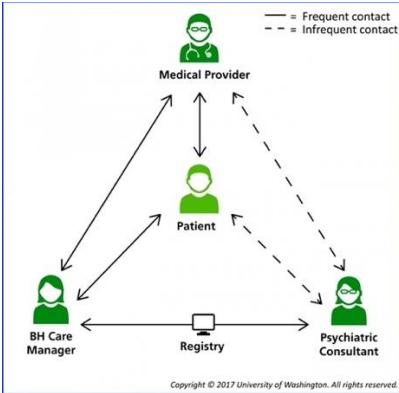 = Frequent contact
= Infrequent contact
Medical Provider
Patient
BH Care
Manager
Registry
Psychiatric
Consultant
Copyright © 2017 University of Washington. All rights reserved.